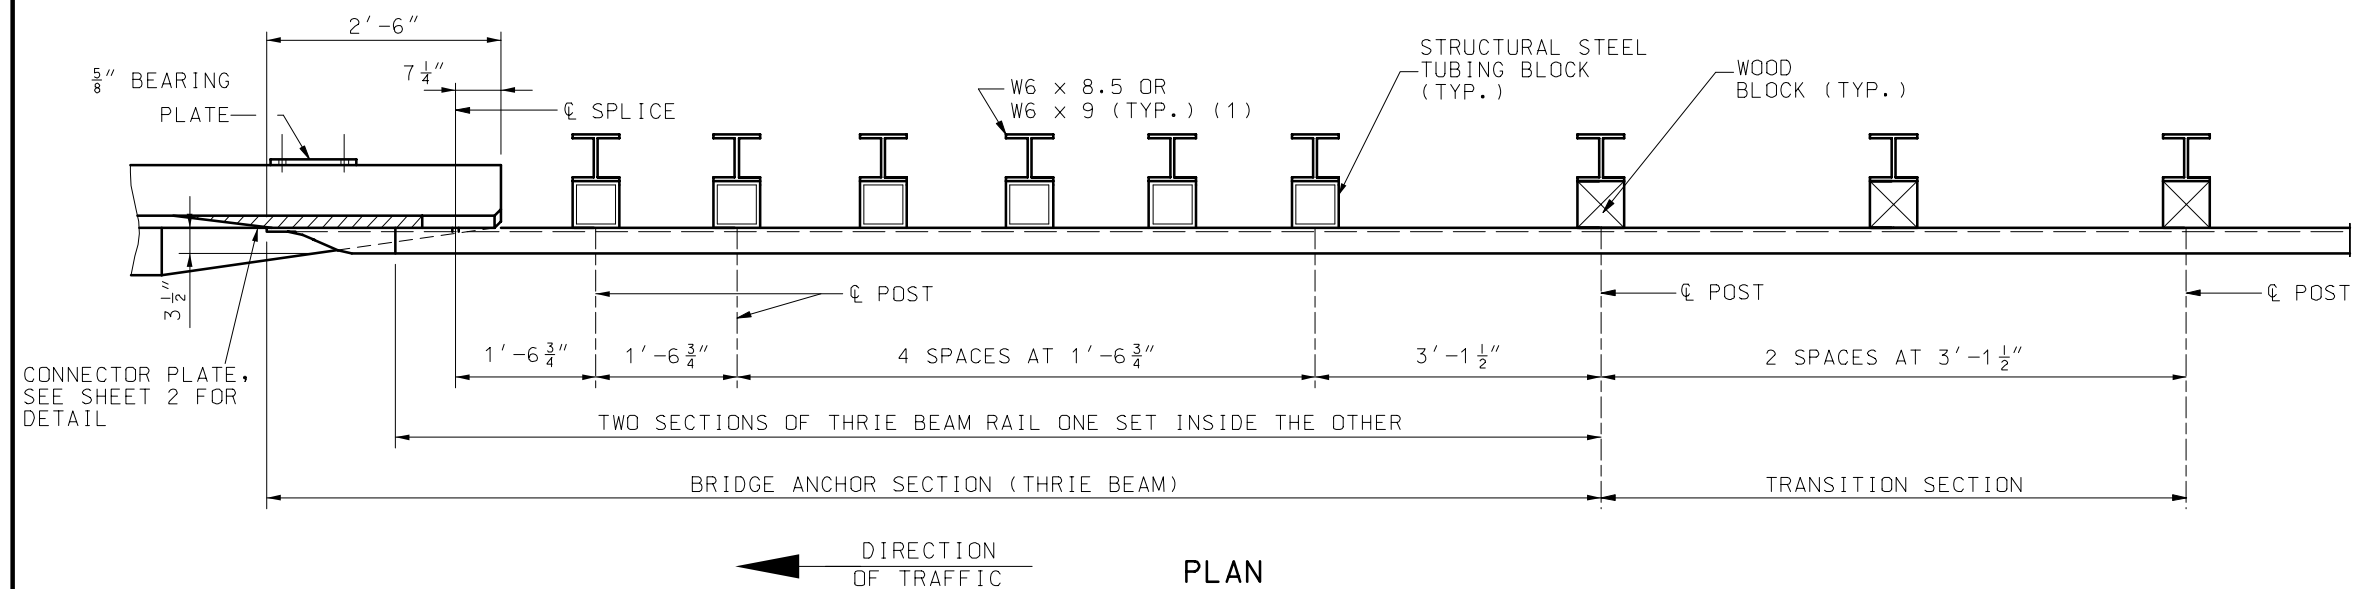 2'-6"
5/8" BEARING
PLATE
7 1/4"
℄ SPLICE
W6 x 8.5 OR
W6 x 9 (TYP.) (1)
STRUCTURAL STEEL
TUBING BLOCK
(TYP.)
WOOD
BLOCK (TYP.)
3 1/2"
℄ POST
℄ POST
℄ POST
CONNECTOR PLATE,
SEE SHEET 2 FOR
DETAIL
1'-6 3/4"
1'-6 3/4"
4 SPACES AT 1'-6 3/4"
3'-1 1/2"
2 SPACES AT 3'-1 1/2"
TWO SECTIONS OF THRIE BEAM RAIL ONE SET INSIDE THE OTHER
BRIDGE ANCHOR SECTION (THRIE BEAM)
TRANSITION SECTION
DIRECTION
OF TRAFFIC
PLAN